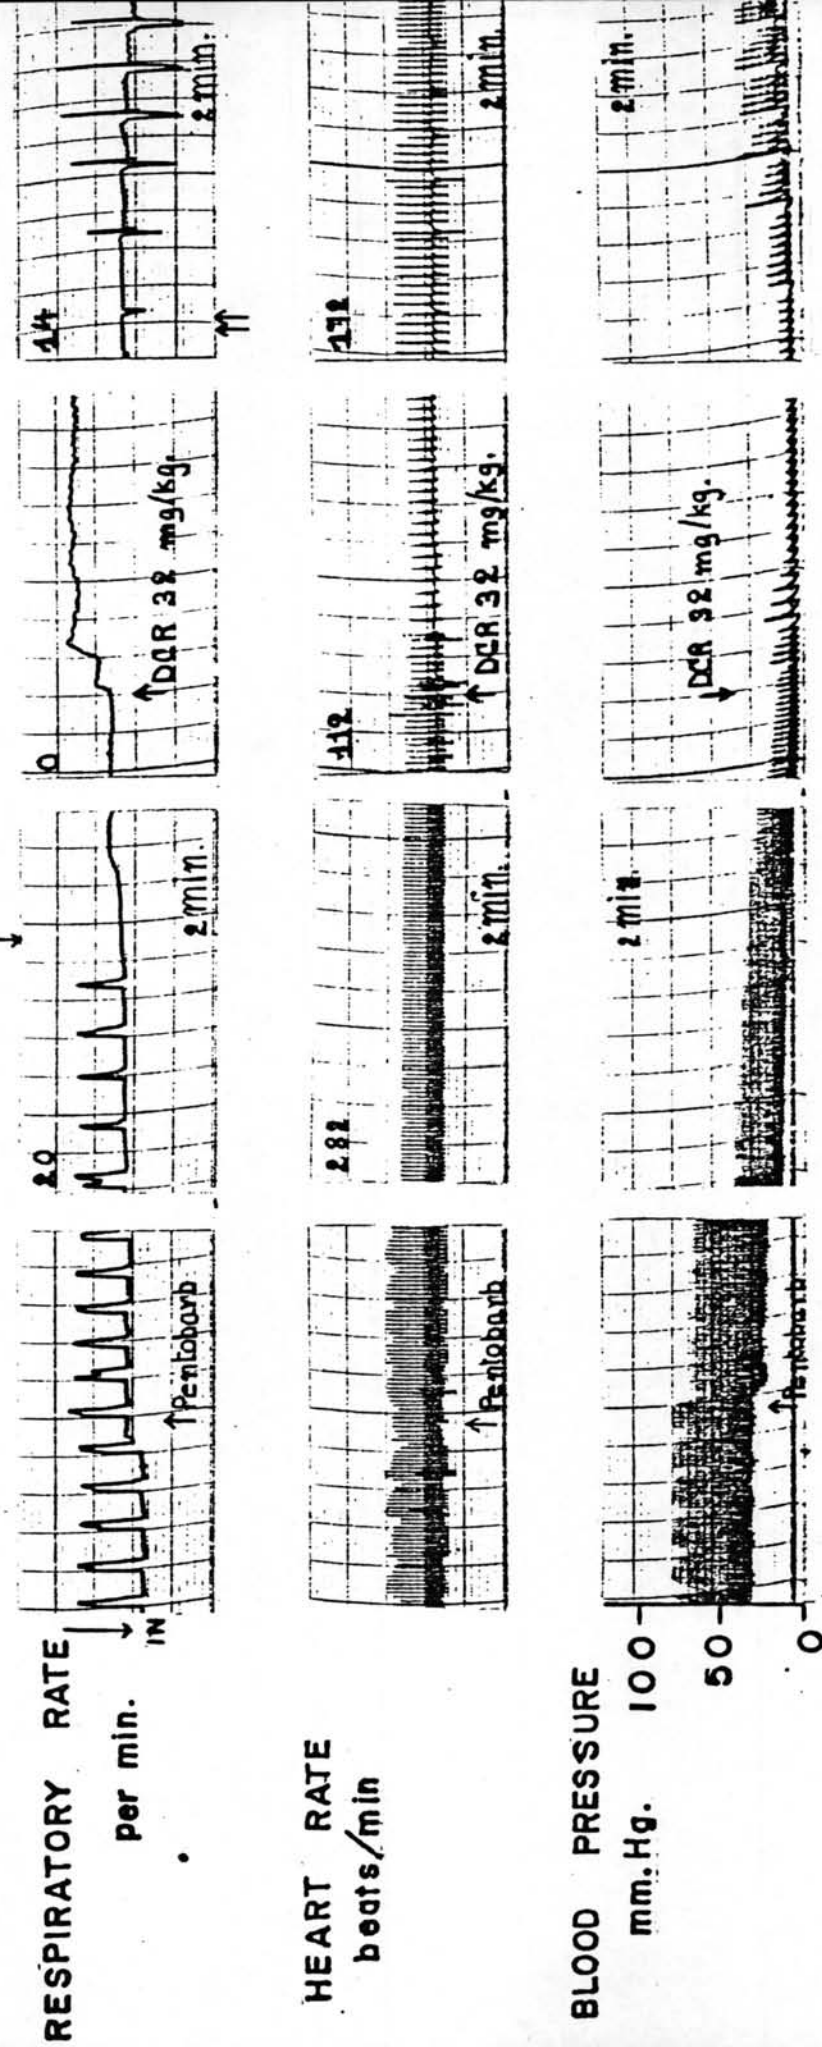 RESPIRATORY RATE
per min.
IN
↑Pentobarb
20
2 min.
0
↑DCR 32 mg/kg.
14
2 min.
↑↑
HEART RATE
beats/min
↑Pentobarb
282
2 min.
112
↑DCR 32 mg/kg.
2 min.
BLOOD PRESSURE
mm.Hg.
100
50
0
↑Pentobarb
2 min.
DCR 32 mg/kg.
2 min.